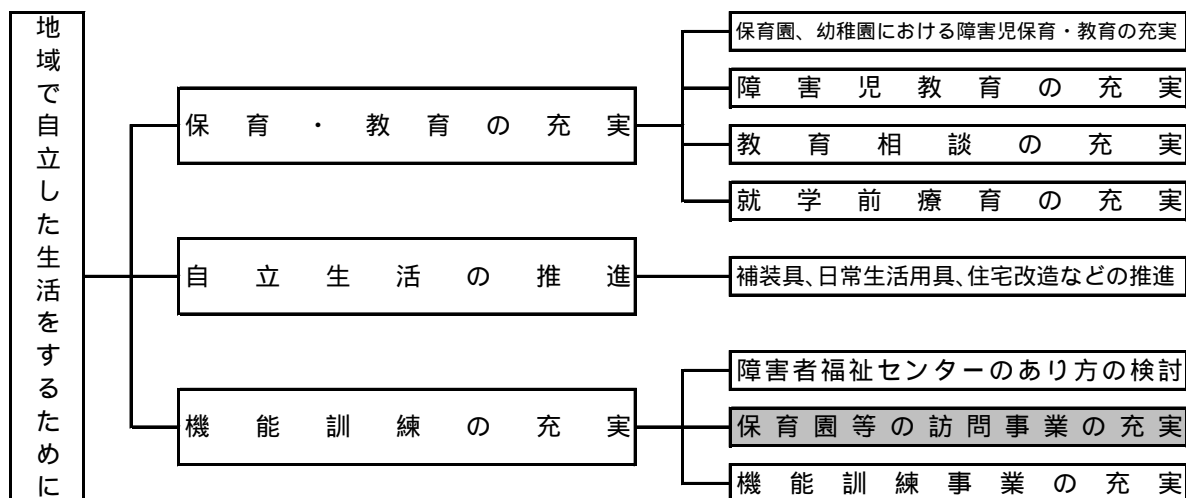 地域で自立した生活をするために
保育・教育の充実
保育園、幼稚園における障害児保育・教育の充実
障害児教育の充実
教育相談の充実
就学前療育の充実
自立生活の推進
補装具、日常生活用具、住宅改造などの推進
機能訓練の充実
障害者福祉センターのあり方の検討
保育園等の訪問事業の充実
機能訓練事業の充実